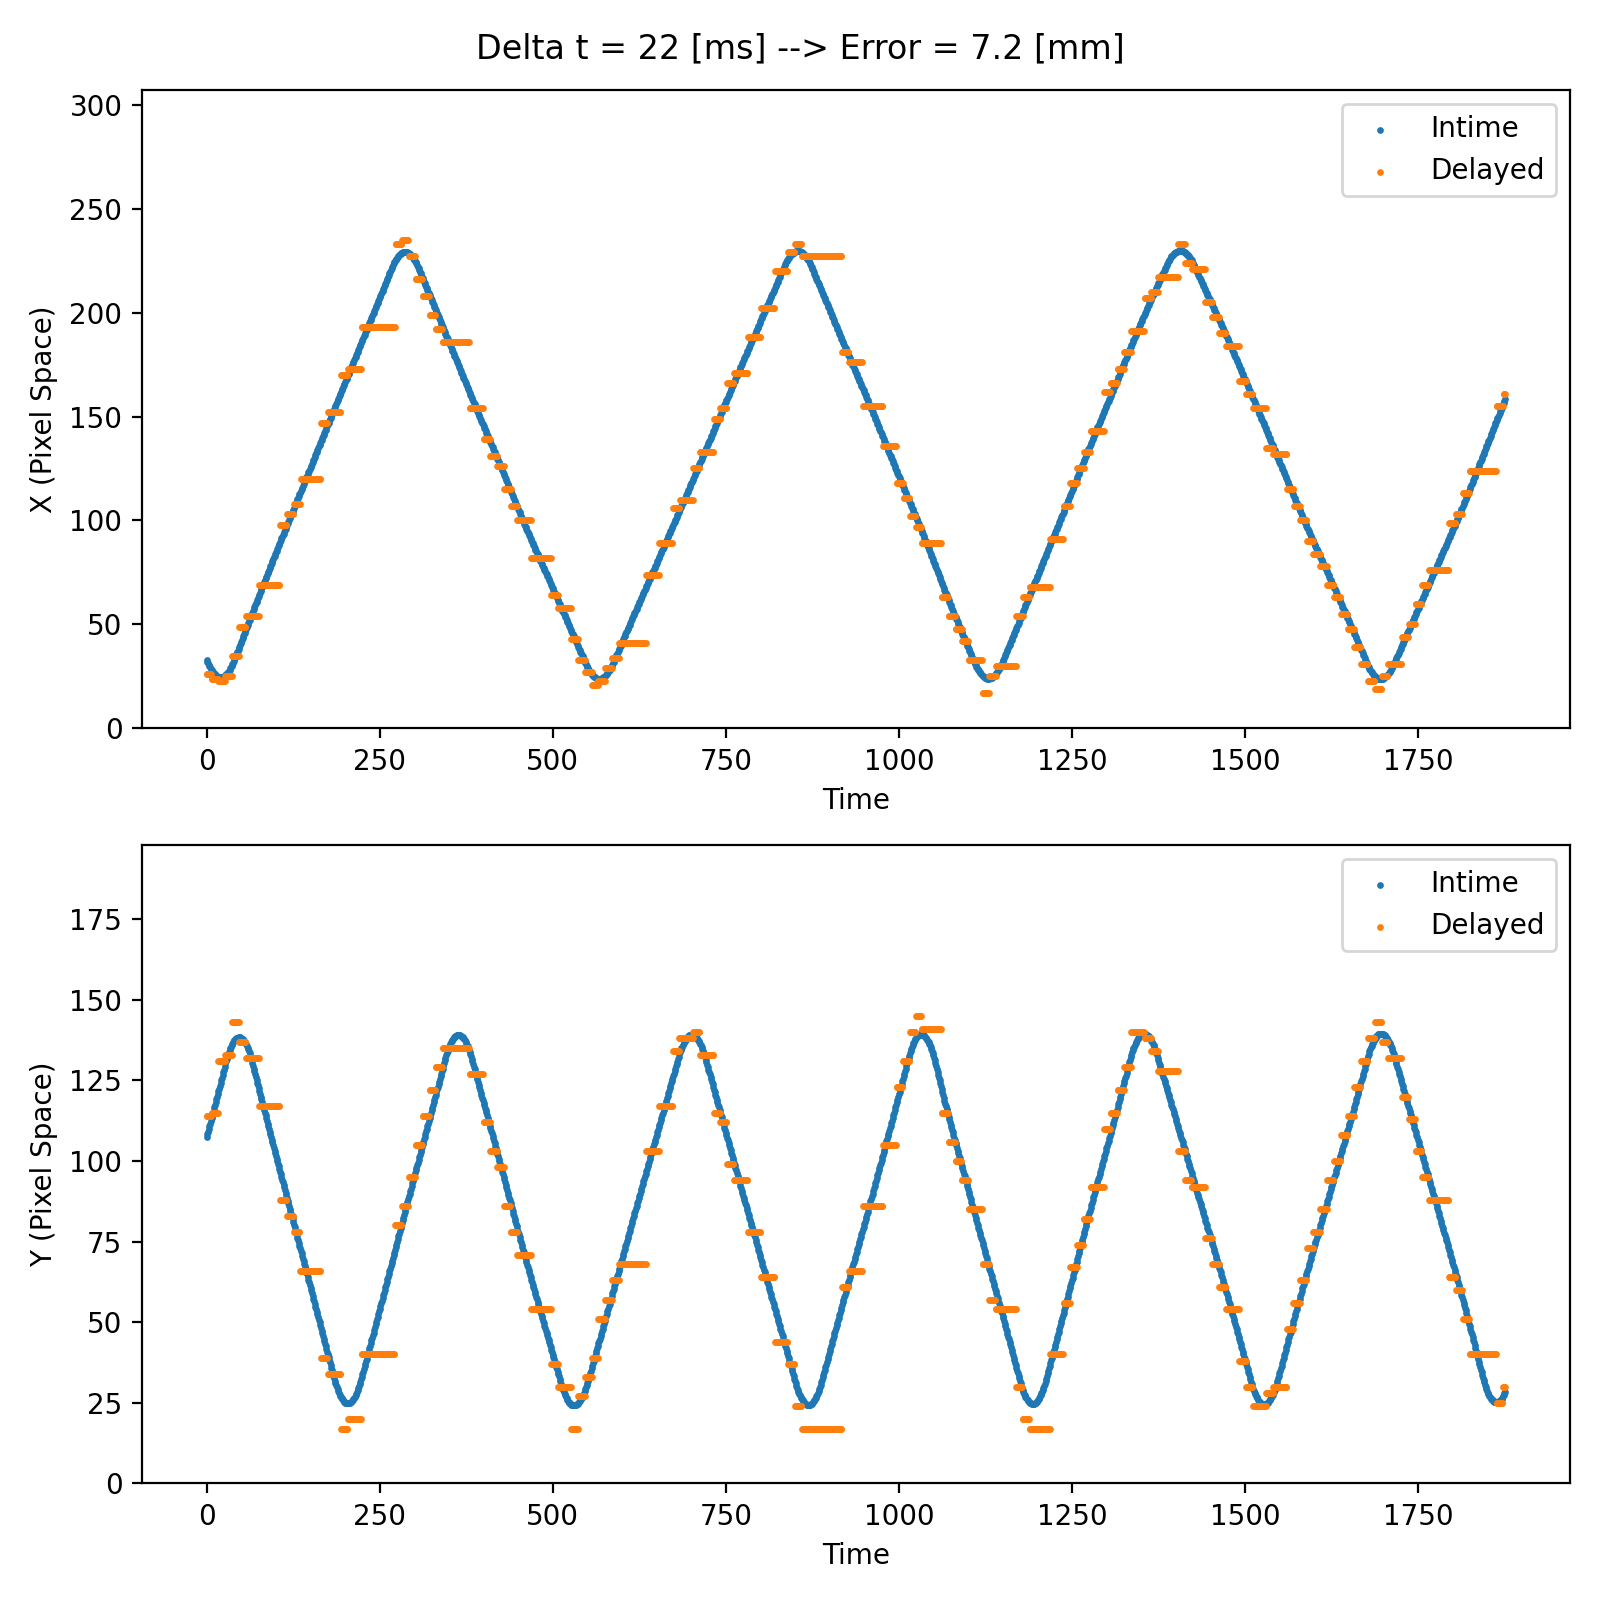 Delta t = 22 [ms] --> Error = 7.2 [mm]
300
250
200
150
100
50
0
X (Pixel Space)
Intime
Delayed
0 250 500 750 1000 1250 1500 1750
Time
175
150
125
100
75
50
25
0
Y (Pixel Space)
Intime
Delayed
0 250 500 750 1000 1250 1500 1750
Time